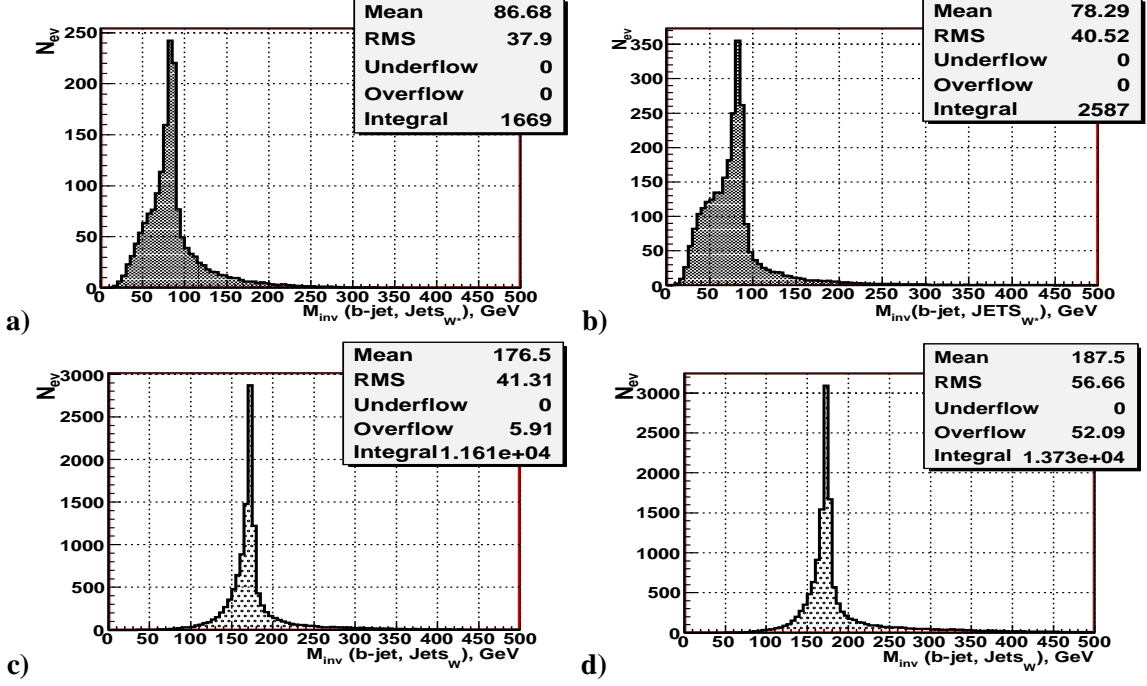 Mean 86.68
RMS 37.9
Underflow 0
Overflow 0
Integral 1669
N_ev
250
200
150
100
50
0
0 50 100 150 200 250 300 350 400 450 500
M_inv (b-jet, Jets_W*), GeV
a)
Mean 78.29
RMS 40.52
Underflow 0
Overflow 0
Integral 2587
N_ev
350
300
250
200
150
100
50
0
0 50 100 150 200 250 300 350 400 450 500
M_inv (b-jet, JETS_W*), GeV
b)
Mean 176.5
RMS 41.31
Underflow 0
Overflow 5.91
Integral 1.161e+04
N_ev
3000
2500
2000
1500
1000
500
0
0 50 100 150 200 250 300 350 400 450 500
M_inv (b-jet, Jets_W), GeV
c)
Mean 187.5
RMS 56.66
Underflow 0
Overflow 52.09
Integral 1.373e+04
N_ev
3000
2500
2000
1500
1000
500
0
0 50 100 150 200 250 300 350 400 450 500
M_inv (b-jet, Jets_W), GeV
d)